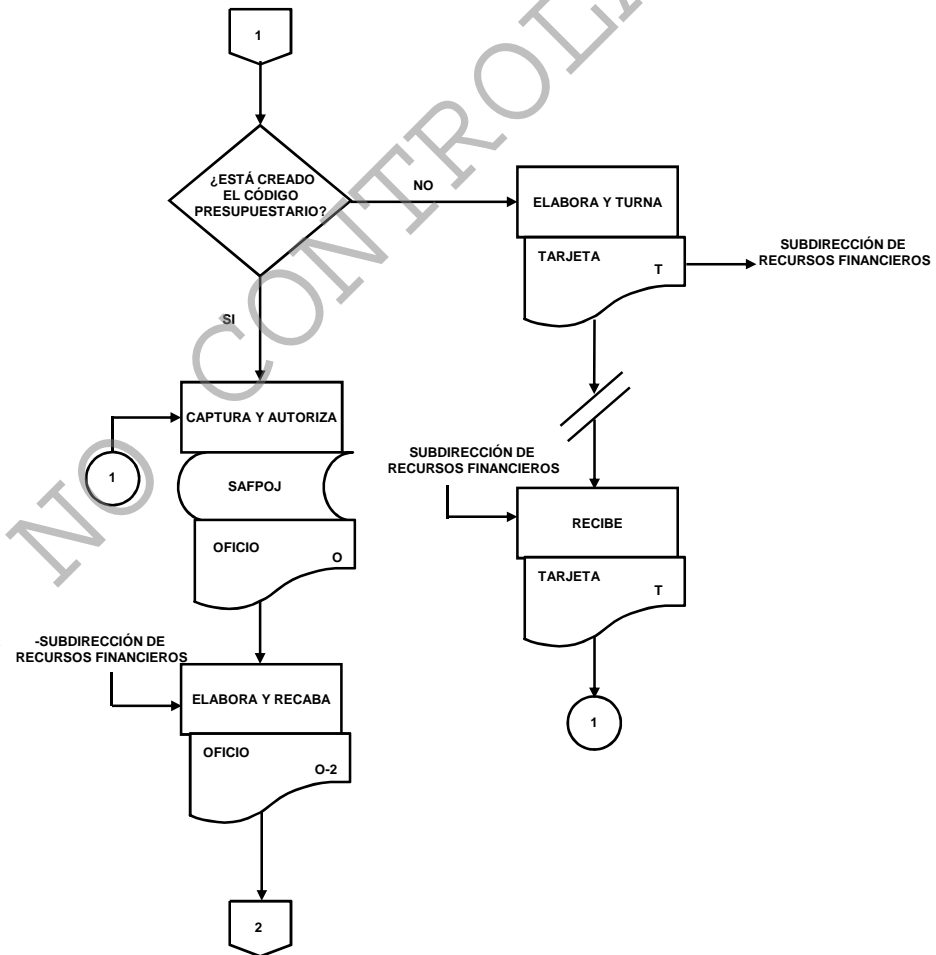 1
¿ESTÁ CREADO
EL CÓDIGO
PRESUPUESTARIO?
NO
ELABORA Y TURNA
TARJETA
T
SUBDIRECCIÓN DE
RECURSOS FINANCIEROS
SI
CAPTURA Y AUTORIZA
1
SAFPOJ
OFICIO
O
SUBDIRECCIÓN DE
RECURSOS FINANCIEROS
RECIBE
TARJETA
T
1
-SUBDIRECCIÓN DE
RECURSOS FINANCIEROS
ELABORA Y RECABA
OFICIO
O-2
2
NO CONTROLA